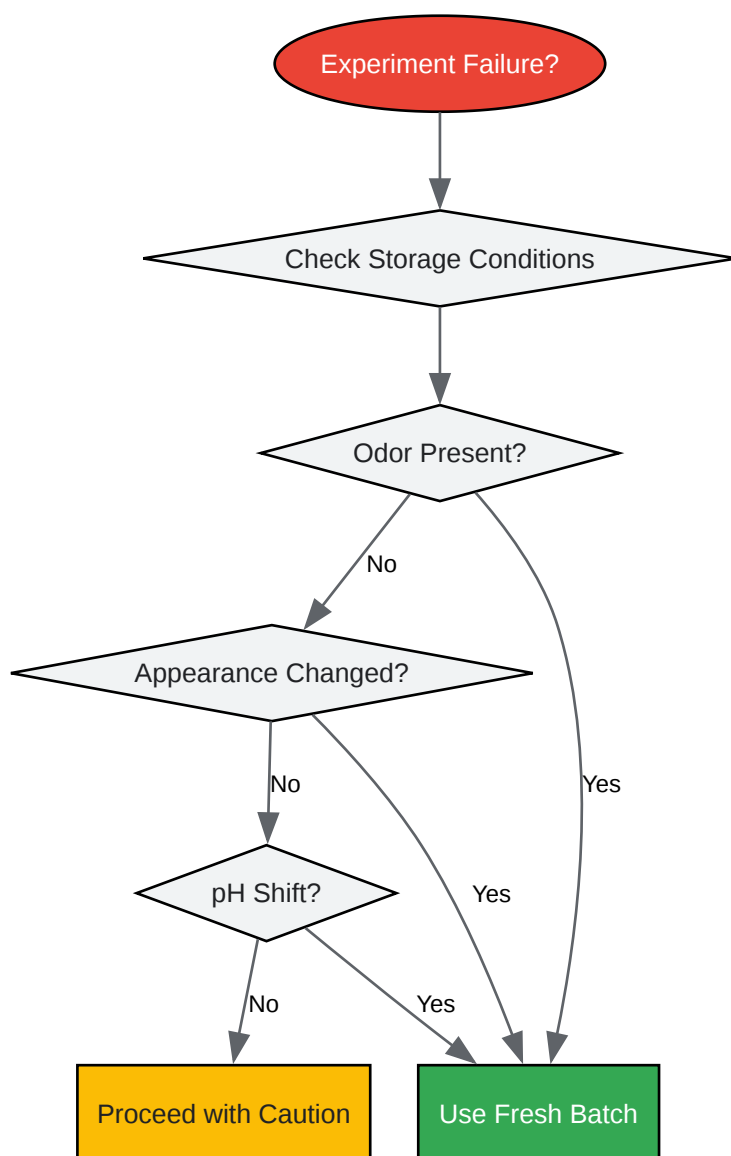 Experiment Failure?
Check Storage Conditions
Odor Present?
No
Appearance Changed?
No
Yes
Yes
pH Shift?
No
Yes
Proceed with Caution
Use Fresh Batch